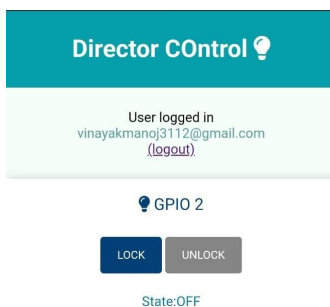 Director COntrol
User logged in
vinayakmanoj3112@gmail.com
(logout)
GPIO 2
LOCK UNLOCK
State:OFF